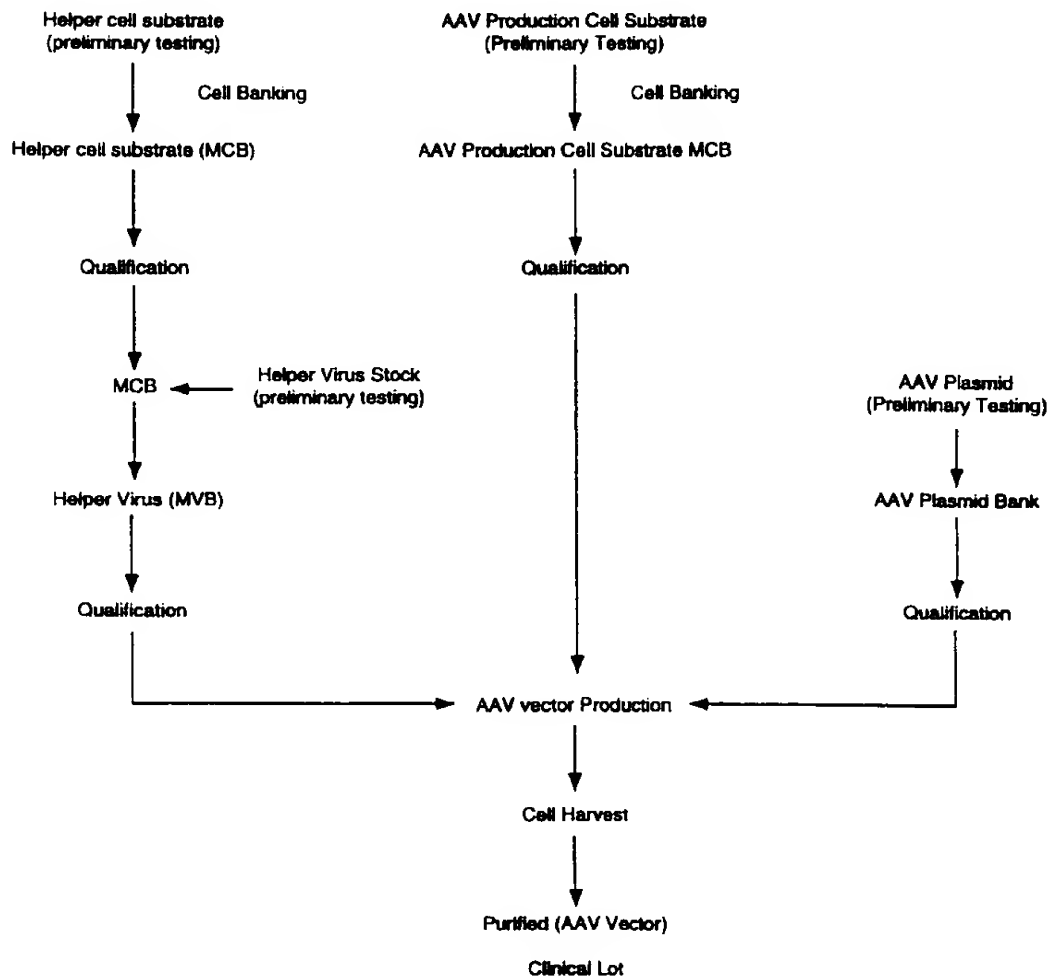 Helper cell substrate
(preliminary testing)
AAV Production Cell Substrate
(Preliminary Testing)
Cell Banking
Cell Banking
Helper cell substrate (MCB)
AAV Production Cell Substrate MCB
Qualification
Qualification
MCB
Helper Virus Stock
(preliminary testing)
AAV Plasmid
(Preliminary Testing)
Helper Virus (MVB)
AAV Plasmid Bank
Qualification
Qualification
AAV vector Production
Cell Harvest
Purified (AAV Vector)
Clinical Lot